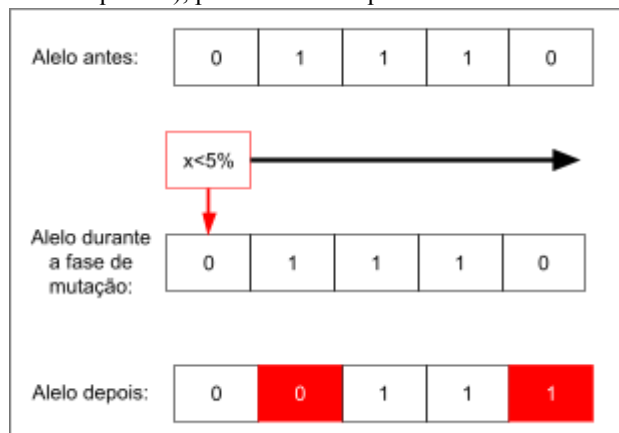 Alelo antes: 0 1 1 1 0
x<5%
Alelo durante
a fase de
mutação:
0 1 1 1 0
Alelo depois: 0 0 1 1 1